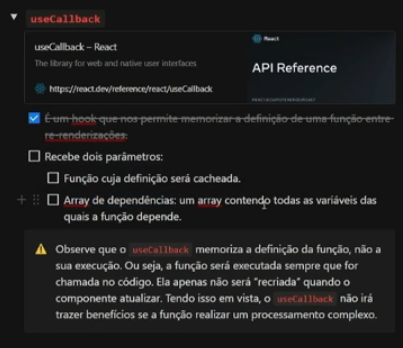 useCallback
useCallback – React
The library for web and native user interfaces
https://react.dev/reference/react/useCallback
React
API Reference
É um hook que nos permite memorizar a definição de uma função entre
re-renderizações.
Recebe dois parâmetros:
Função cuja definição será cacheada.
Array de dependências: um array contendo todas as variáveis das
quais a função depende.
Observe que o useCallback memoriza a definição da função, não a
sua execução. Ou seja, a função será executada sempre que for
chamada no código. Ela apenas não será "recriada" quando o
componente atualizar. Tendo isso em vista, o useCallback não irá
trazer benefícios se a função realizar um processamento complexo.